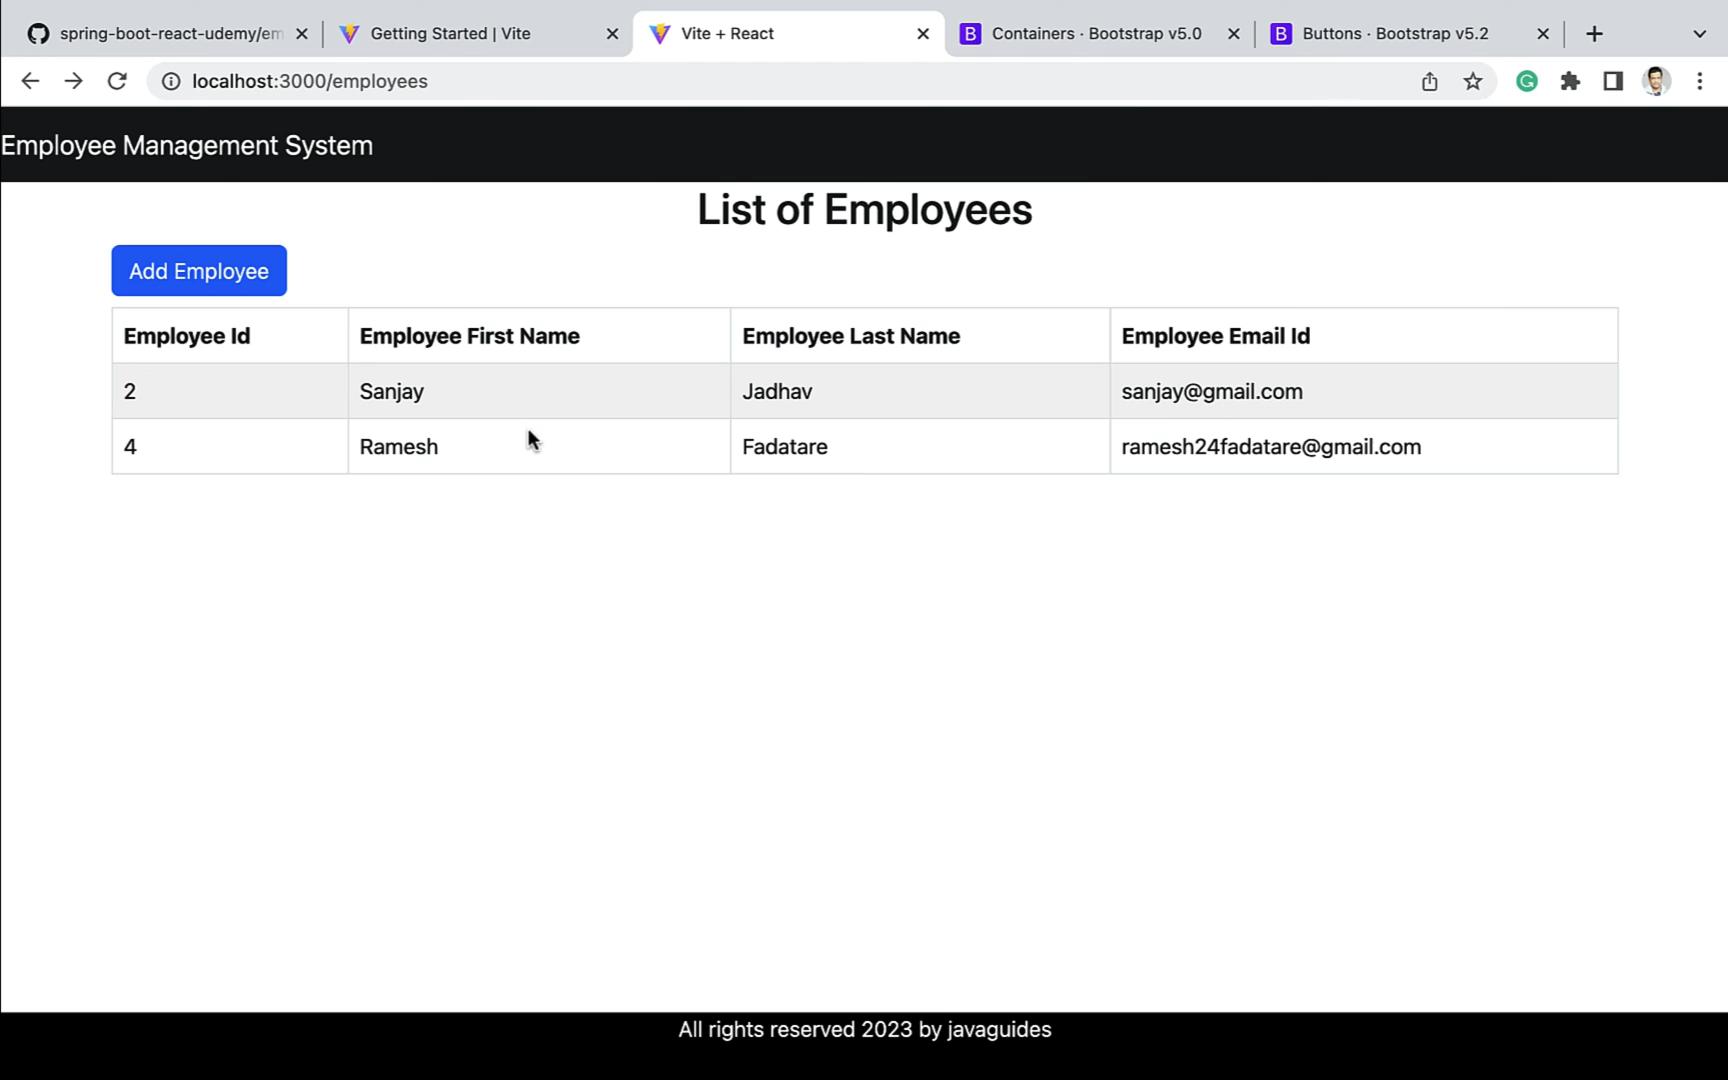 spring-boot-react-udemy/em
Getting Started | Vite
Vite + React
Containers · Bootstrap v5.0
Buttons · Bootstrap v5.2
localhost:3000/employees
Employee Management System
List of Employees
Add Employee
Employee Id Employee First Name Employee Last Name Employee Email Id
2 Sanjay Jadhav sanjay@gmail.com
4 Ramesh Fadatare ramesh24fadatare@gmail.com
All rights reserved 2023 by javaguides